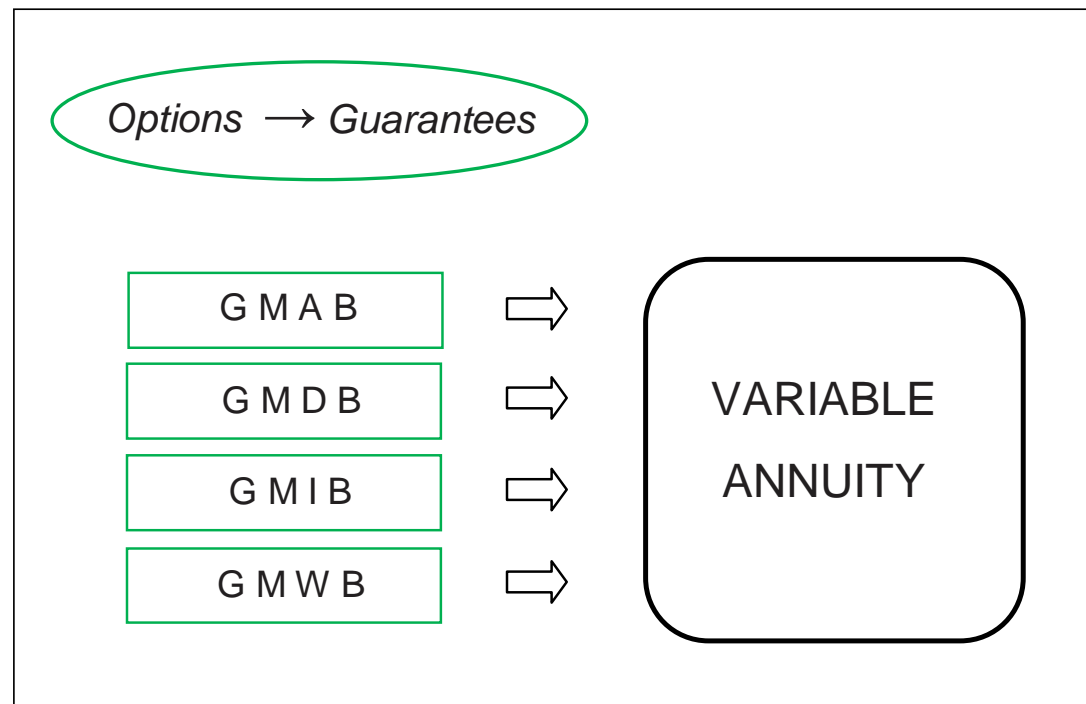 Options → Guarantees
G M A B
G M D B
G M I B
G M W B
VARIABLE
ANNUITY